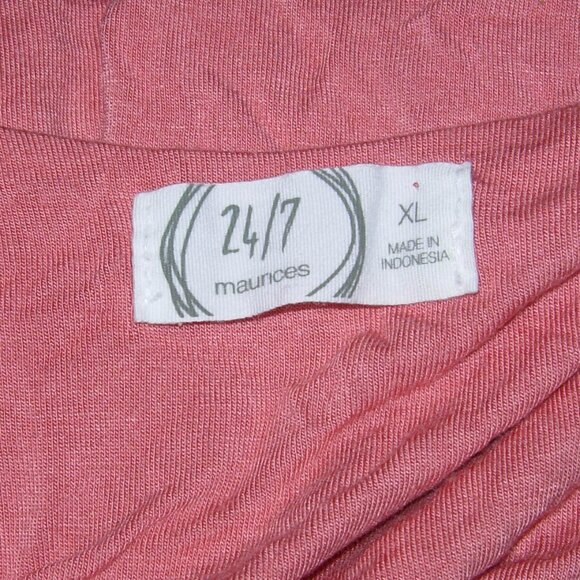 24/7
maurices
XL
MADE IN
INDONESIA